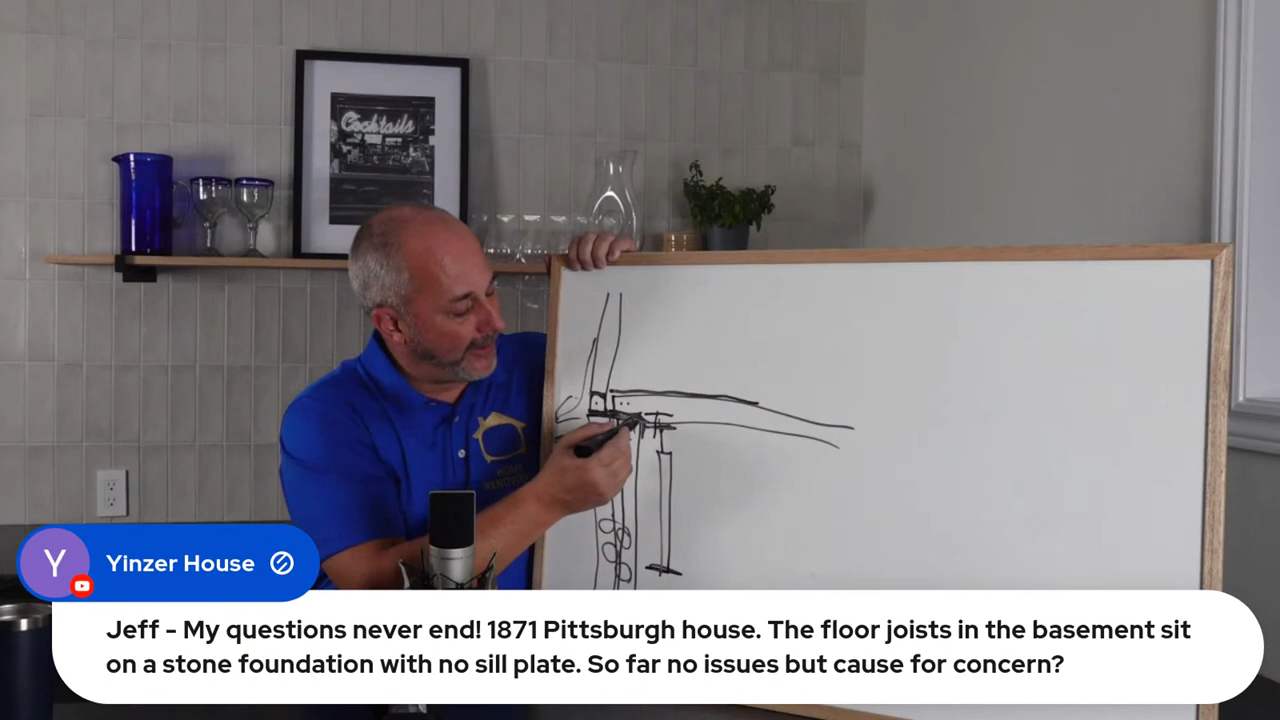 Cocktails
HOME
Y
Yinzer House
Jeff - My questions never end! 1871 Pittsburgh house. The floor joists in the basement sit
on a stone foundation with no sill plate. So far no issues but cause for concern?